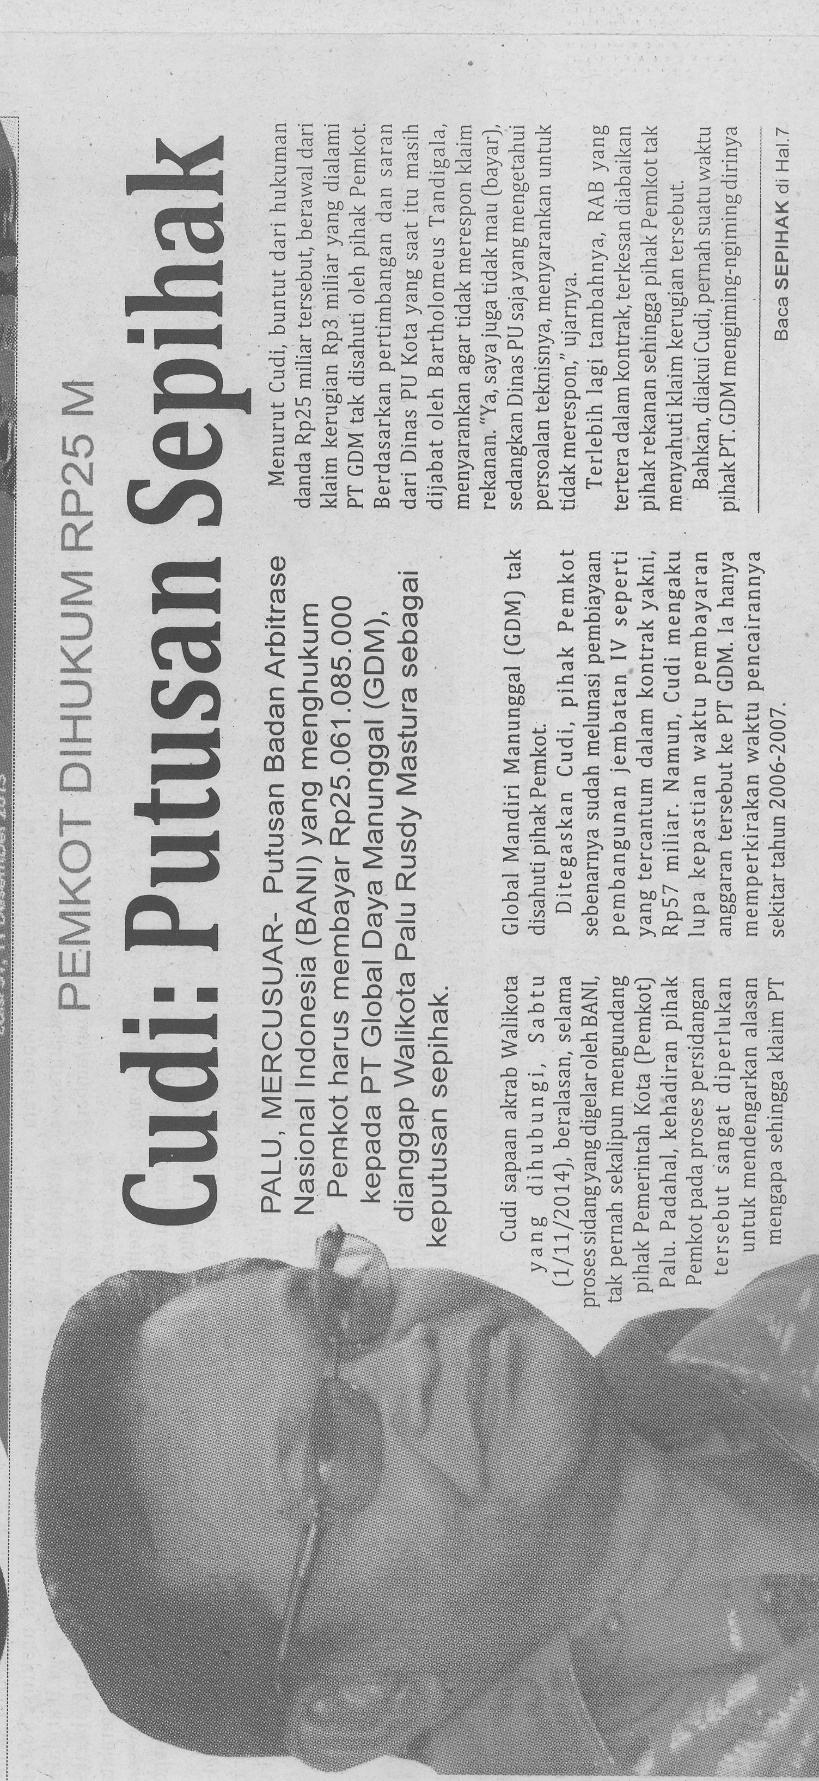 PEMKOT DIHUKUM RP25 M
Cudi: Putusan Sepihak
PALU, MERCUSUAR- Putusan Badan Arbitrase
Nasional Indonesia (BANI) yang menghukum
Pemkot harus membayar Rp25.061.085.000
kepada PT Global Daya Manunggal (GDM),
dianggap Walikota Palu Rusdy Mastura sebagai
keputusan sepihak.
Cudi sapaan akrab Walikota
yang dihubungi, Sabtu
(1/11/2014), beralasan, selama
proses sidang yang digelar oleh BANI,
tak pernah sekalipun mengundang
pihak Pemerintah Kota (Pemkot)
Palu. Padahal, kehadiran pihak
Pemkot pada proses persidangan
tersebut sangat diperlukan
untuk mendengarkan alasan
mengapa sehingga klaim PT
Global Mandiri Manunggal (GDM) tak
disahuti pihak Pemkot.
Ditegaskan Cudi, pihak Pemkot
sebenarnya sudah melunasi pembiayaan
pembangunan jembatan IV seperti
yang tercantum dalam kontrak yakni,
Rp57 miliar. Namun, Cudi mengaku
lupa kepastian waktu pembayaran
anggaran tersebut ke PT GDM. Ia hanya
memperkirakan waktu pencairannya
sekitar tahun 2006-2007.
Menurut Cudi, buntut dari hukuman
danda Rp25 miliar tersebut, berawal dari
klaim kerugian Rp3 miliar yang dialami
PT GDM tak disahuti oleh pihak Pemkot.
Berdasarkan pertimbangan dan saran
dari Dinas PU Kota yang saat itu masih
dijabat oleh Bartholomeus Tandigala,
menyarankan agar tidak merespon klaim
rekanan. “Ya, saya juga tidak mau (bayar),
sedangkan Dinas PU saja yang mengetahui
persoalan teknisnya, menyarankan untuk
tidak merespon,” ujarnya.
Terlebih lagi tambahnya, RAB yang
tertera dalam kontrak, terkesan diabaikan
pihak rekanan sehingga pihak Pemkot tak
menyahuti klaim kerugian tersebut.
Bahkan, diakui Cudi, pernah suatu waktu
pihak PT. GDM mengiming-ngiming dirinya
Baca SEPIHAK di Hal.7